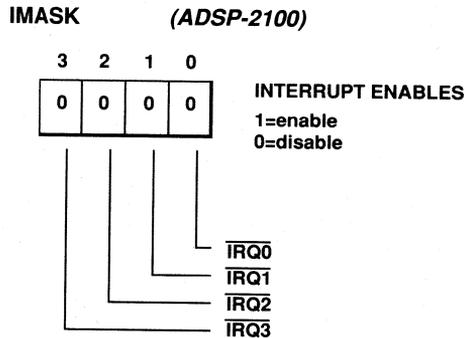 IMASK (ADSP-2100)
3 2 1 0
0 0 0 0
INTERRUPT ENABLES
1=enable
0=disable
IRQ0
IRQ1
IRQ2
IRQ3